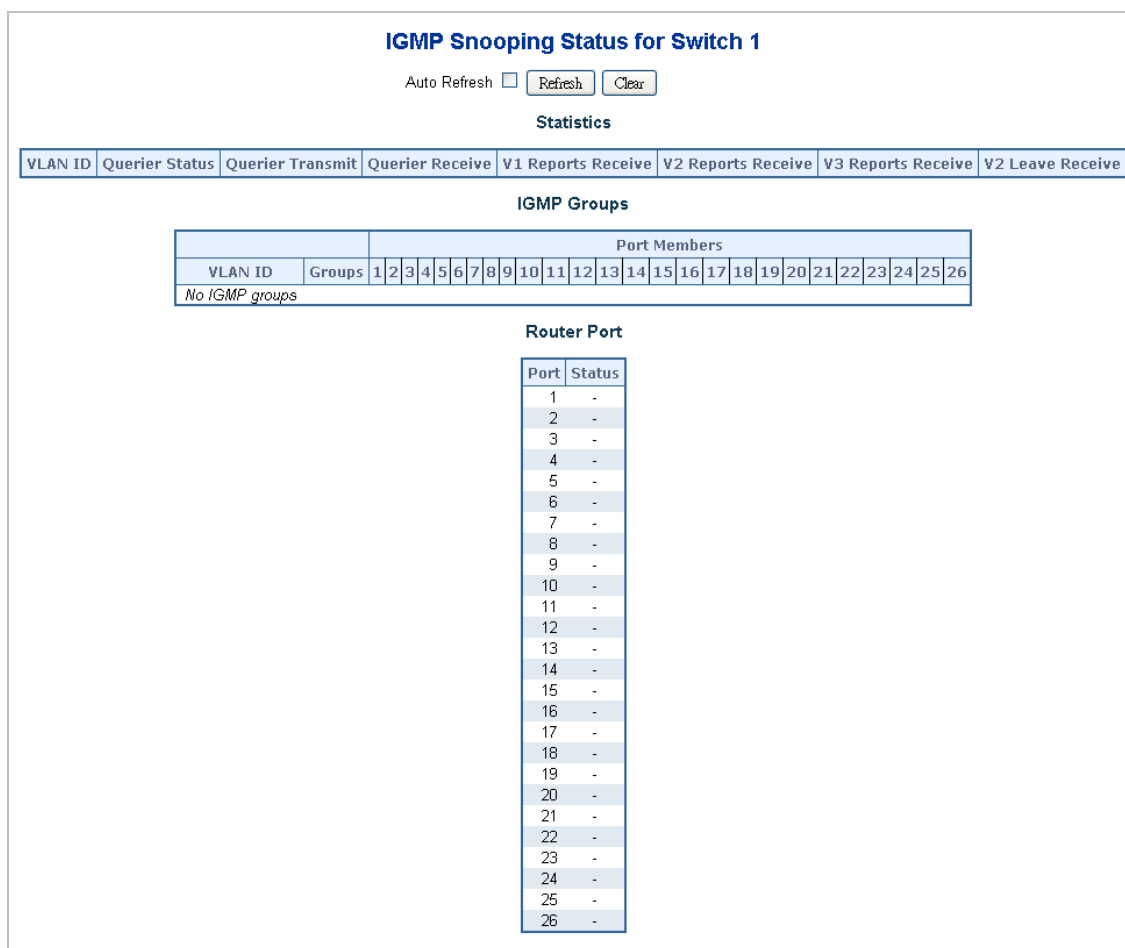 IGMP Snooping Status for Switch 1
Auto Refresh Refresh Clear
Statistics
VLAN ID Querier Status Querier Transmit Querier Receive V1 Reports Receive V2 Reports Receive V3 Reports Receive V2 Leave Receive
IGMP Groups
Port Members
VLAN ID Groups 1 2 3 4 5 6 7 8 9 10 11 12 13 14 15 16 17 18 19 20 21 22 23 24 25 26
No IGMP groups
Router Port
Port Status
1 -
2 -
3 -
4 -
5 -
6 -
7 -
8 -
9 -
10 -
11 -
12 -
13 -
14 -
15 -
16 -
17 -
18 -
19 -
20 -
21 -
22 -
23 -
24 -
25 -
26 -